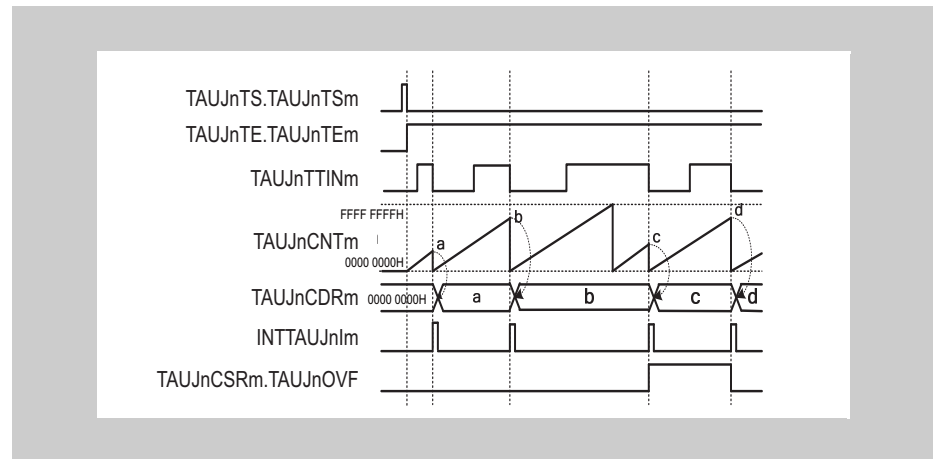 TAUJnTS.TAUJnTSm
TAUJnTE.TAUJnTEm
TAUJnTTINm
FFFF FFFFH
TAUJnCNTm
0000 0000H
a
b
c
d
TAUJnCDRm 0000 0000H a b c d
INTTAUJnIm
TAUJnCSRm.TAUJnOVF